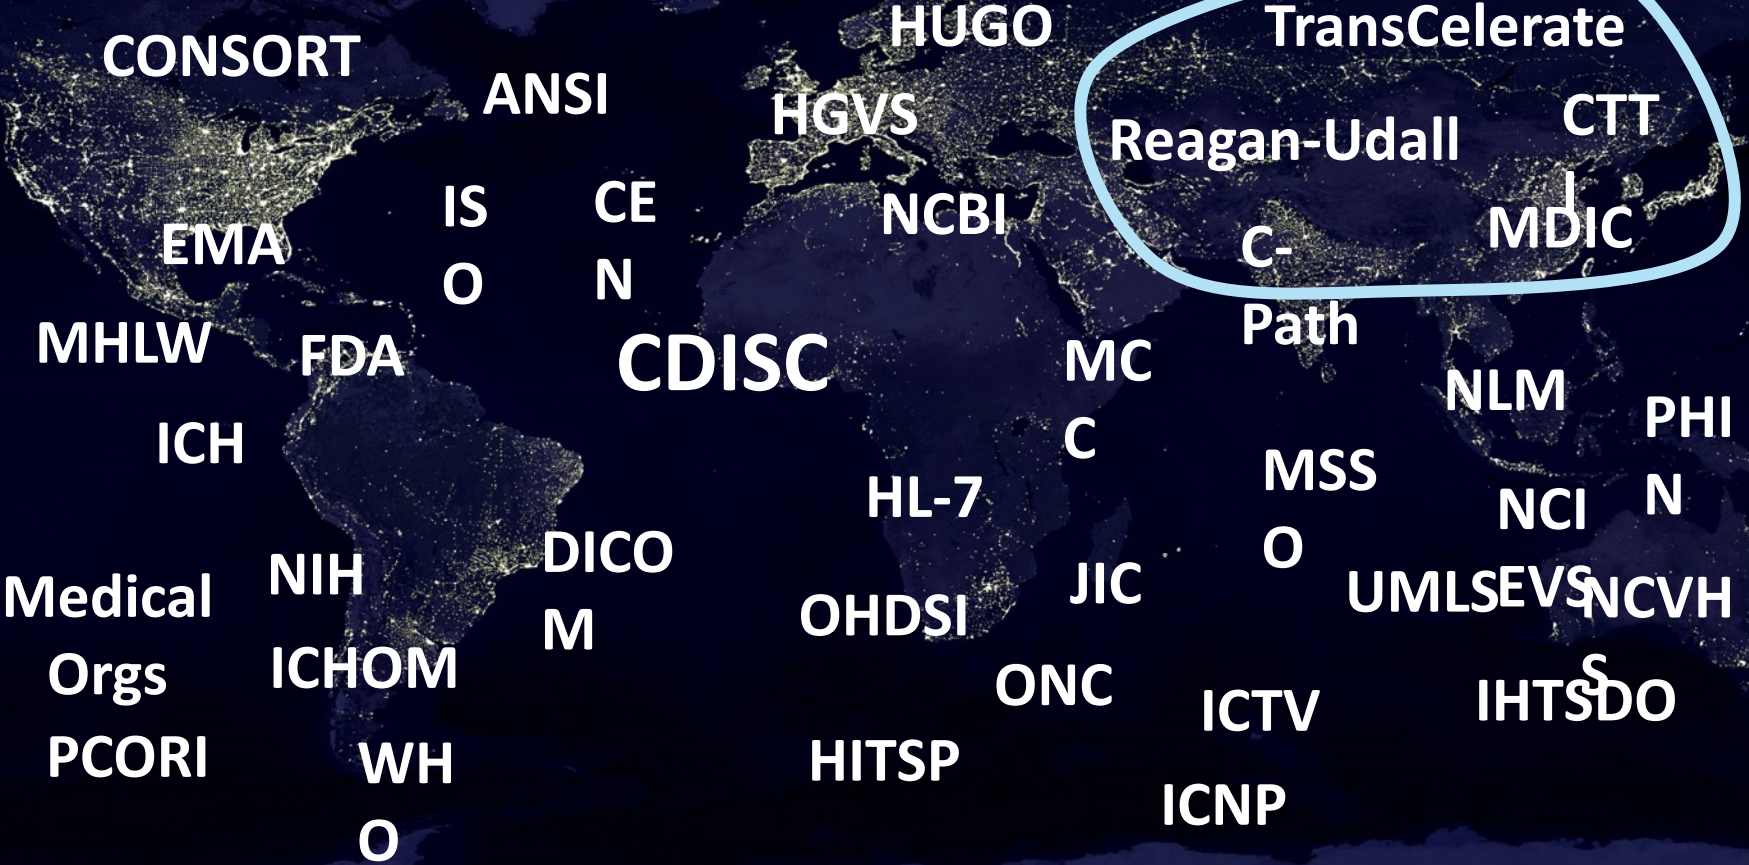 CONSORT
ANSI
HUGO
HGVS
TransCelerate
Reagan-Udall
CTT
I
MDIC
C-
Path
EMA
IS
O
CE
N
NCBI
MHLW
FDA
CDISC
MC
C
NLM
PHI
N
ICH
HL-7
MSS
O
NCI
EVS
Medical
Orgs
NIH
DICO
M
OHDSI
JIC
UMLS
NCVH
S
ICHOM
ONC
ICTV
IHTSDO
PCORI
WH
O
HITSP
ICNP